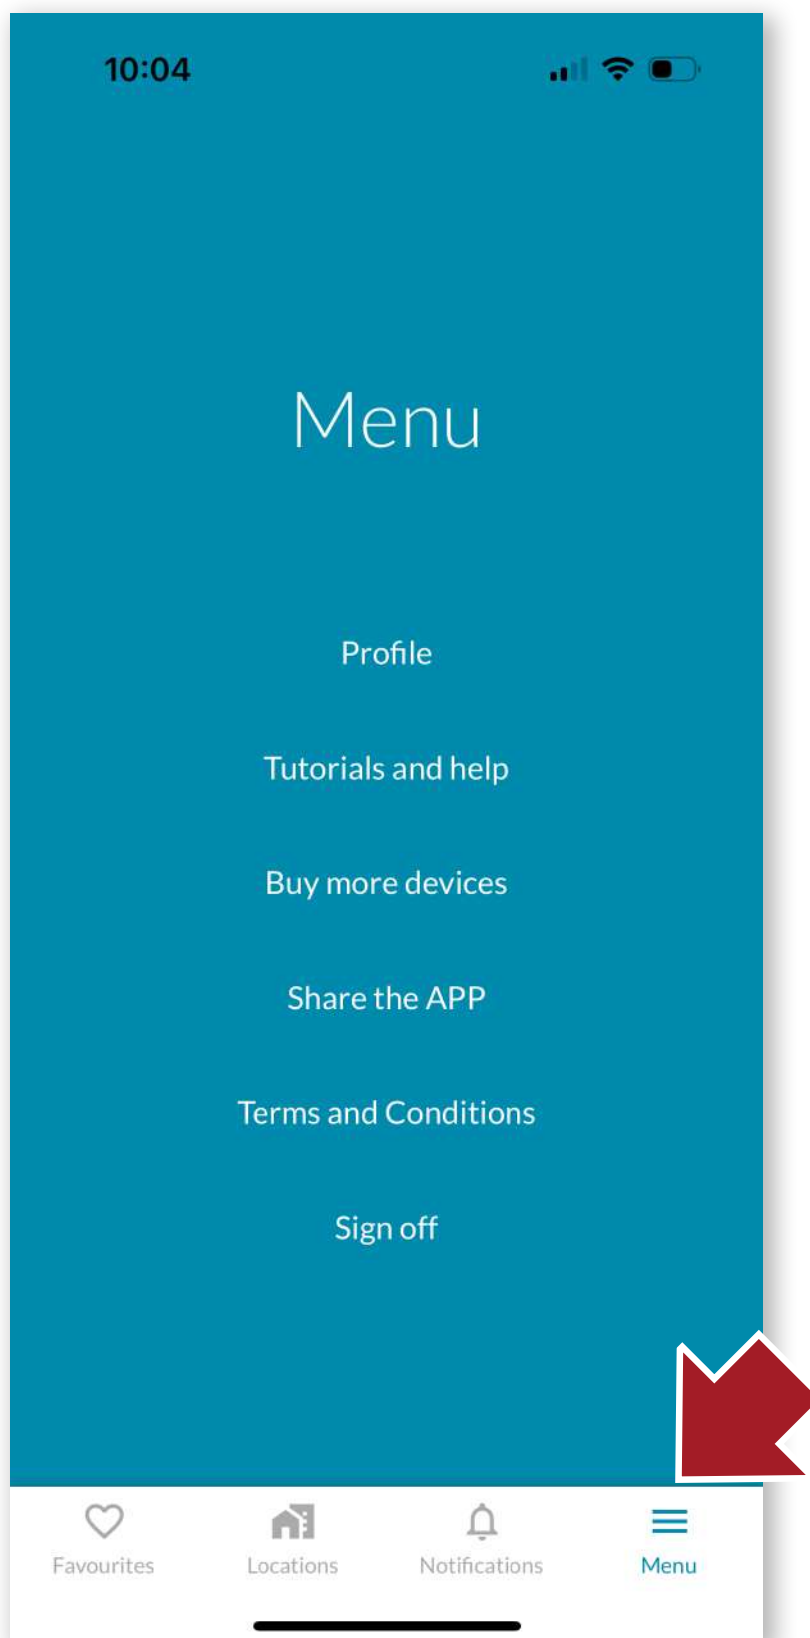 10:04
Menu
Profile
Tutorials and help
Buy more devices
Share the APP
Terms and Conditions
Sign off
Favourites
Locations
Notifications
Menu